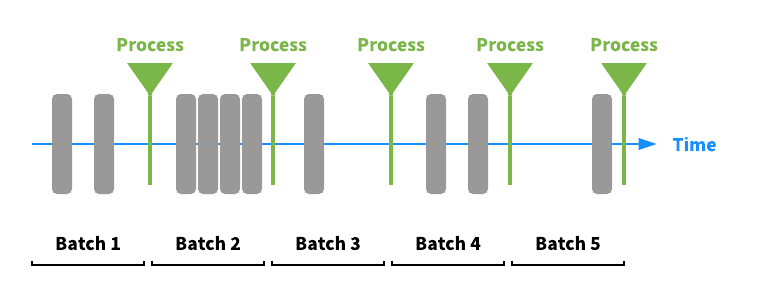 Process Process Process Process Process
Time
Batch 1 Batch 2 Batch 3 Batch 4 Batch 5